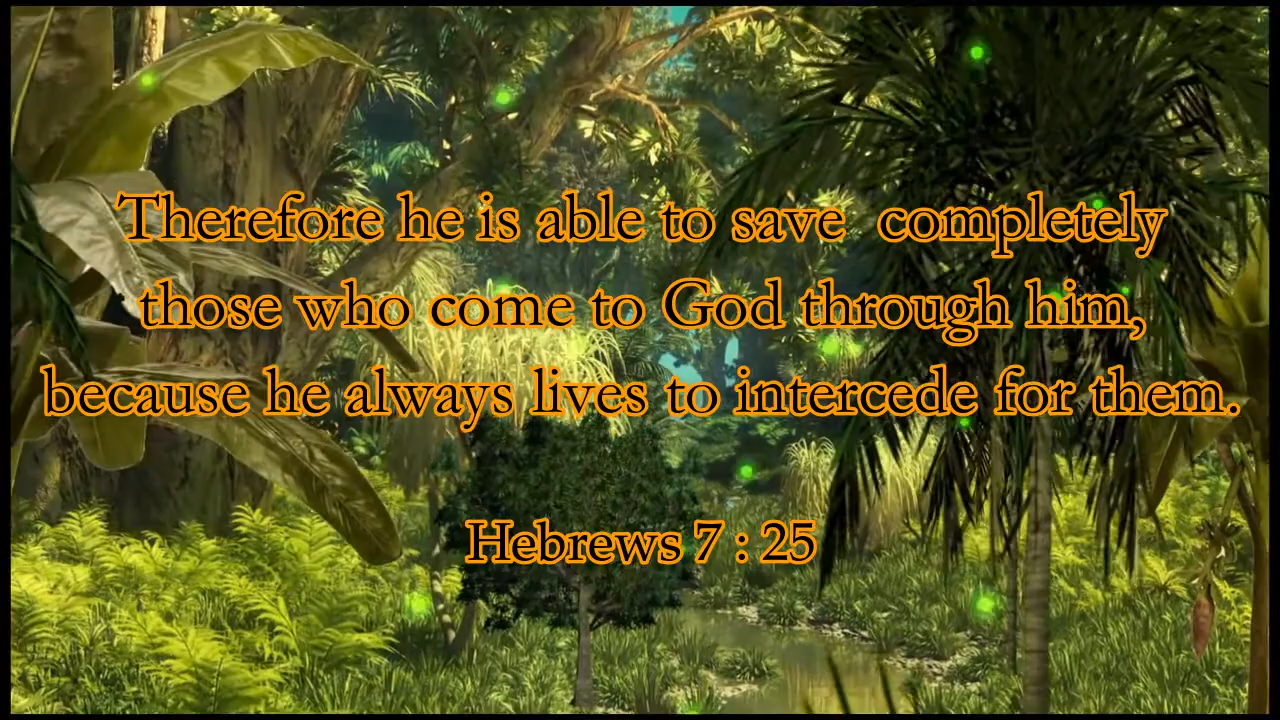 Therefore he is able to save  completely
those who come to God through him,
because he always lives to intercede for them.
Hebrews 7 : 25